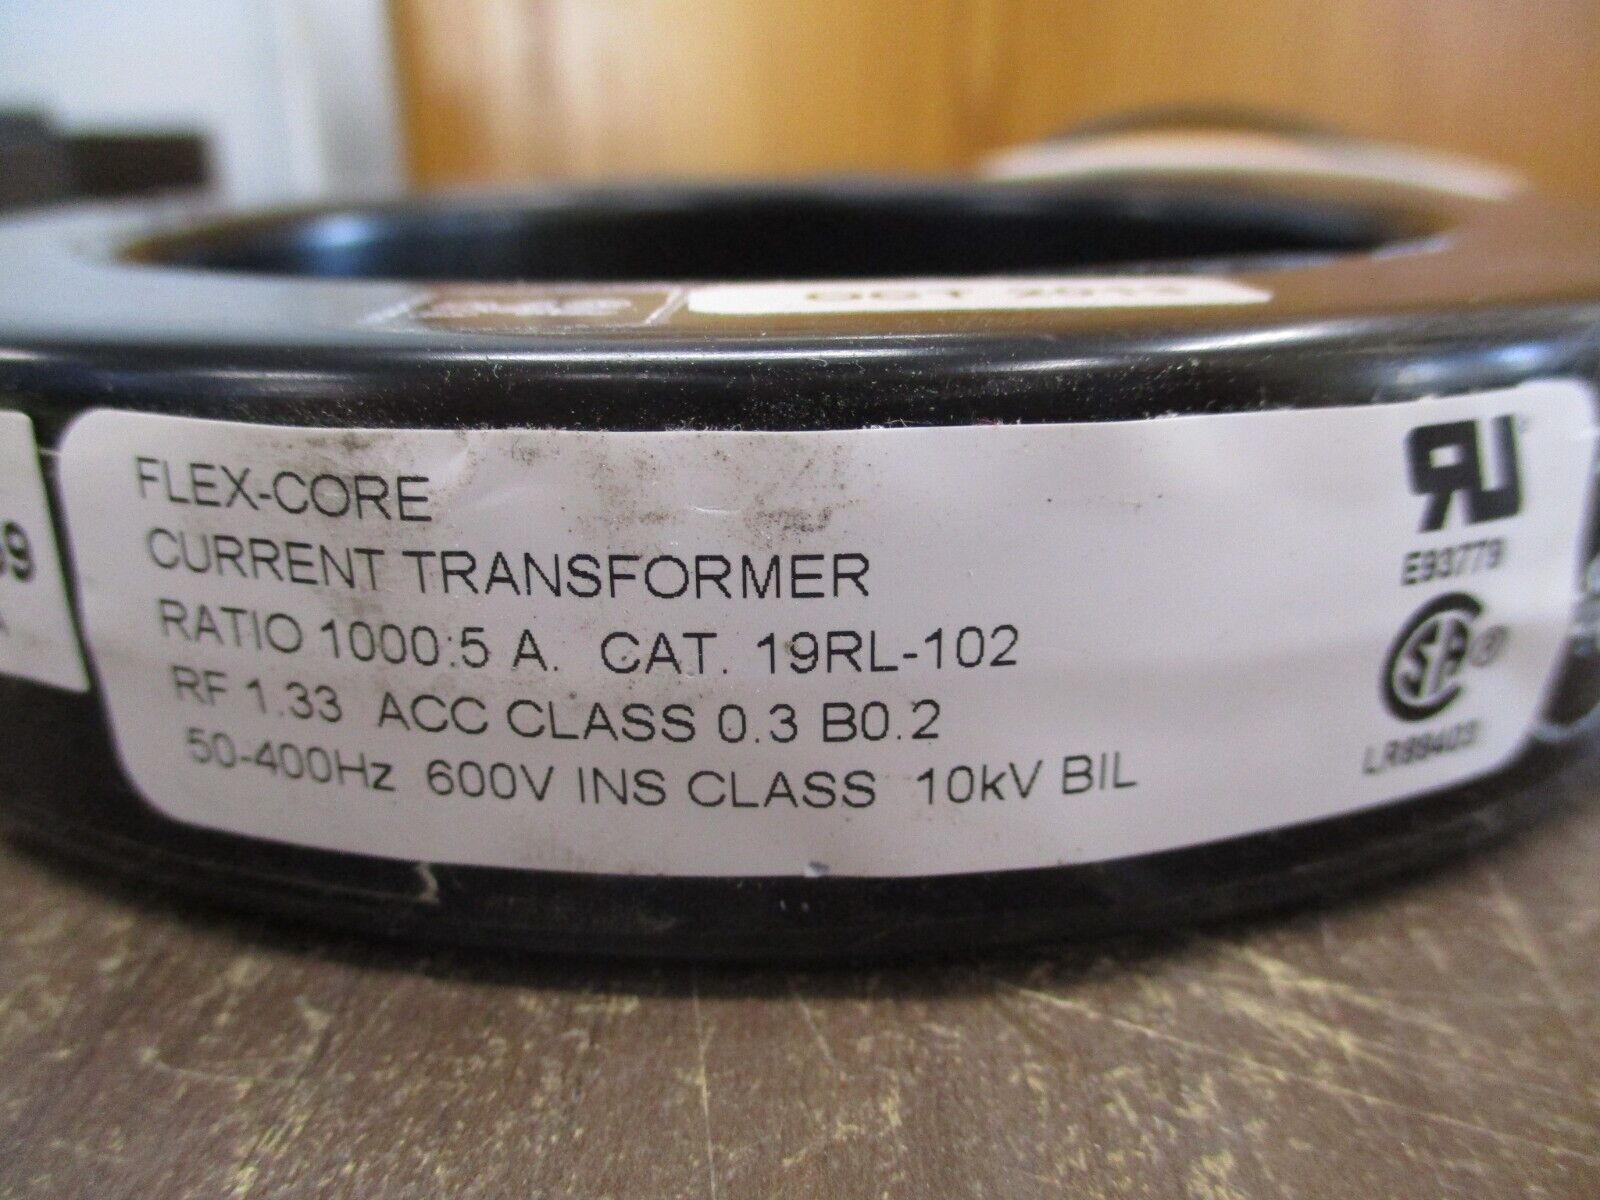 FLEX-CORE
CURRENT TRANSFORMER
RATIO 1000:5 A. CAT. 19RL-102
RF 1.33 ACC CLASS 0.3 B0.2
50-400Hz 600V INS CLASS 10kV BIL
E93779
LR88403